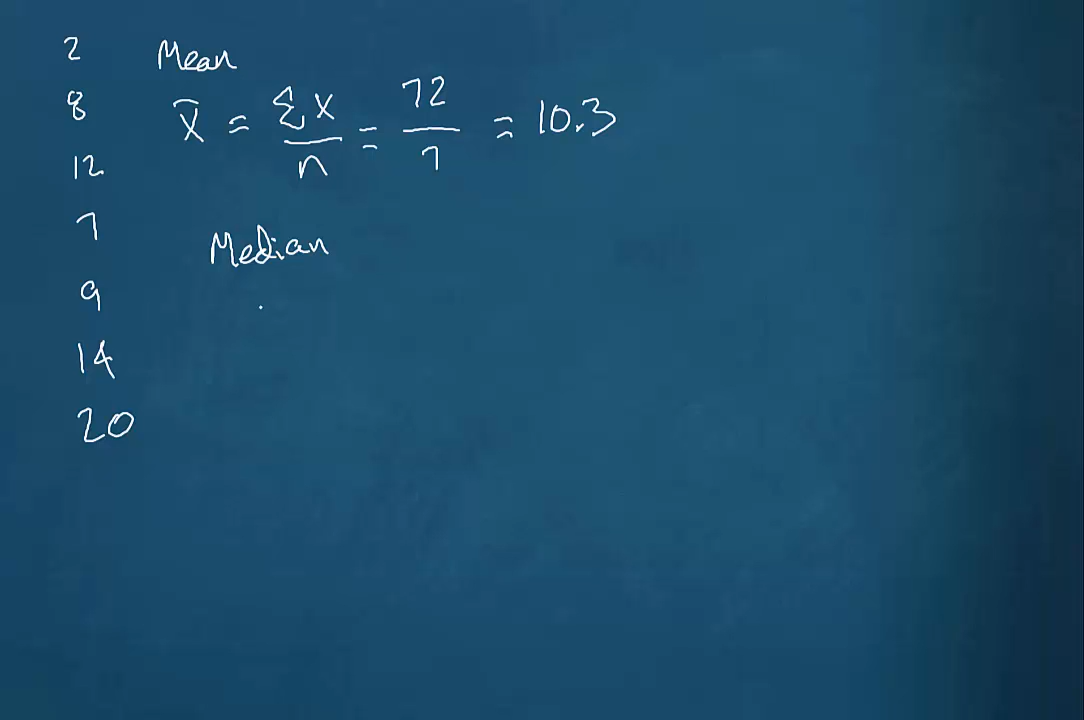 2
8
12
7
9
14
20
Mean
x̄ = Σx/n = 72/7 = 10.3
Median